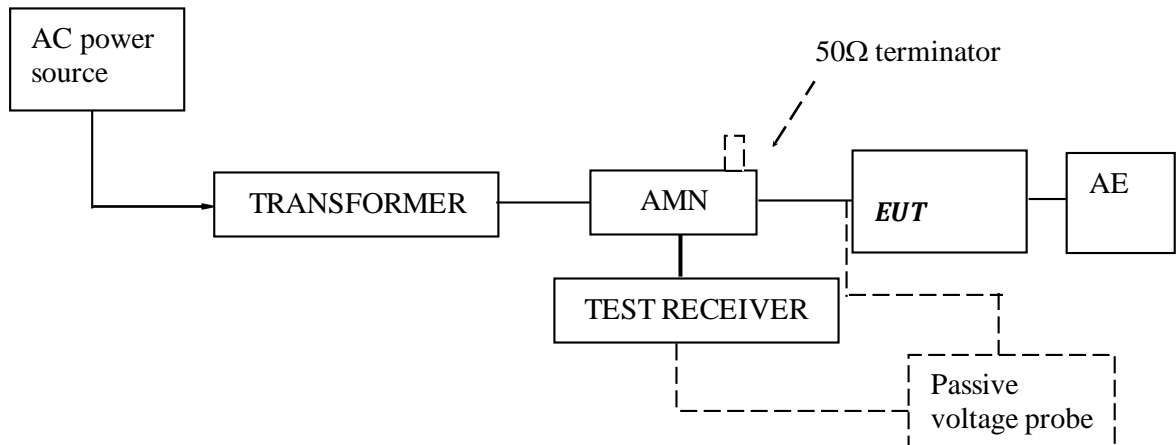 AC power
source
50Ω terminator
TRANSFORMER
AMN
EUT
AE
TEST RECEIVER
Passive
voltage probe